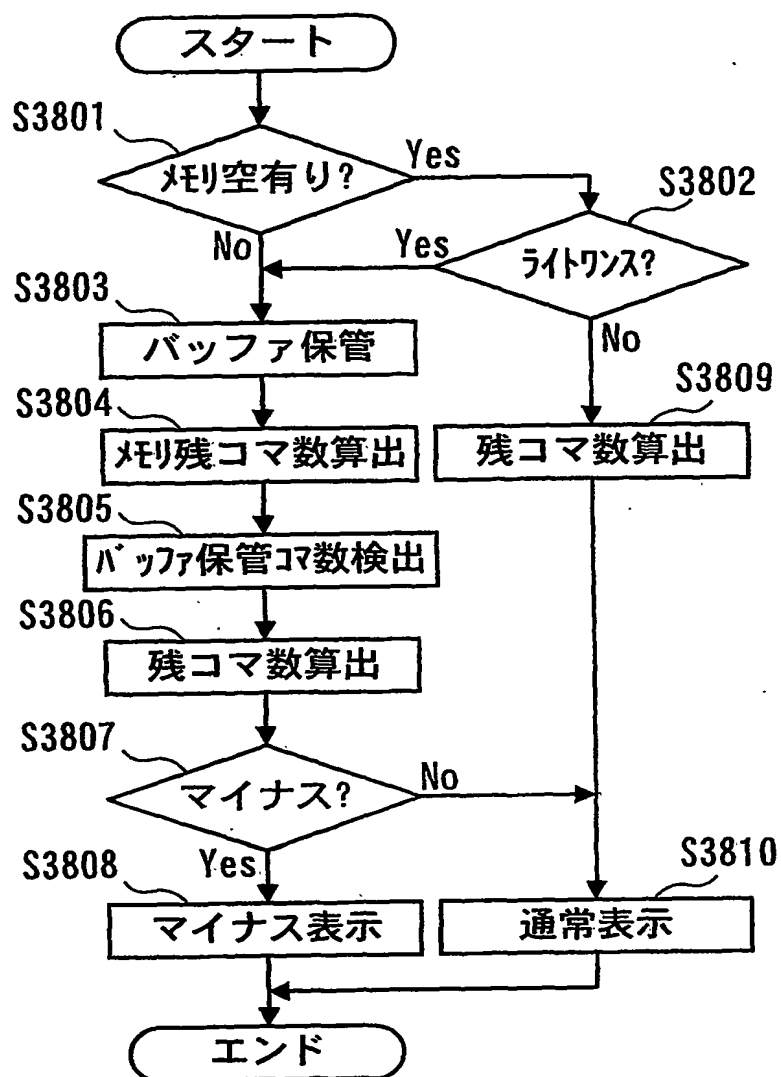 スタート
S3801
メモリ空有り?
Yes
S3802
No
Yes
ライトワンス?
S3803
バッファ保管
No
S3804
S3809
メモリ残コマ数算出
残コマ数算出
S3805
バッファ保管コマ数検出
S3806
残コマ数算出
S3807
マイナス?
No
S3808
Yes
S3810
マイナス表示
通常表示
エンド